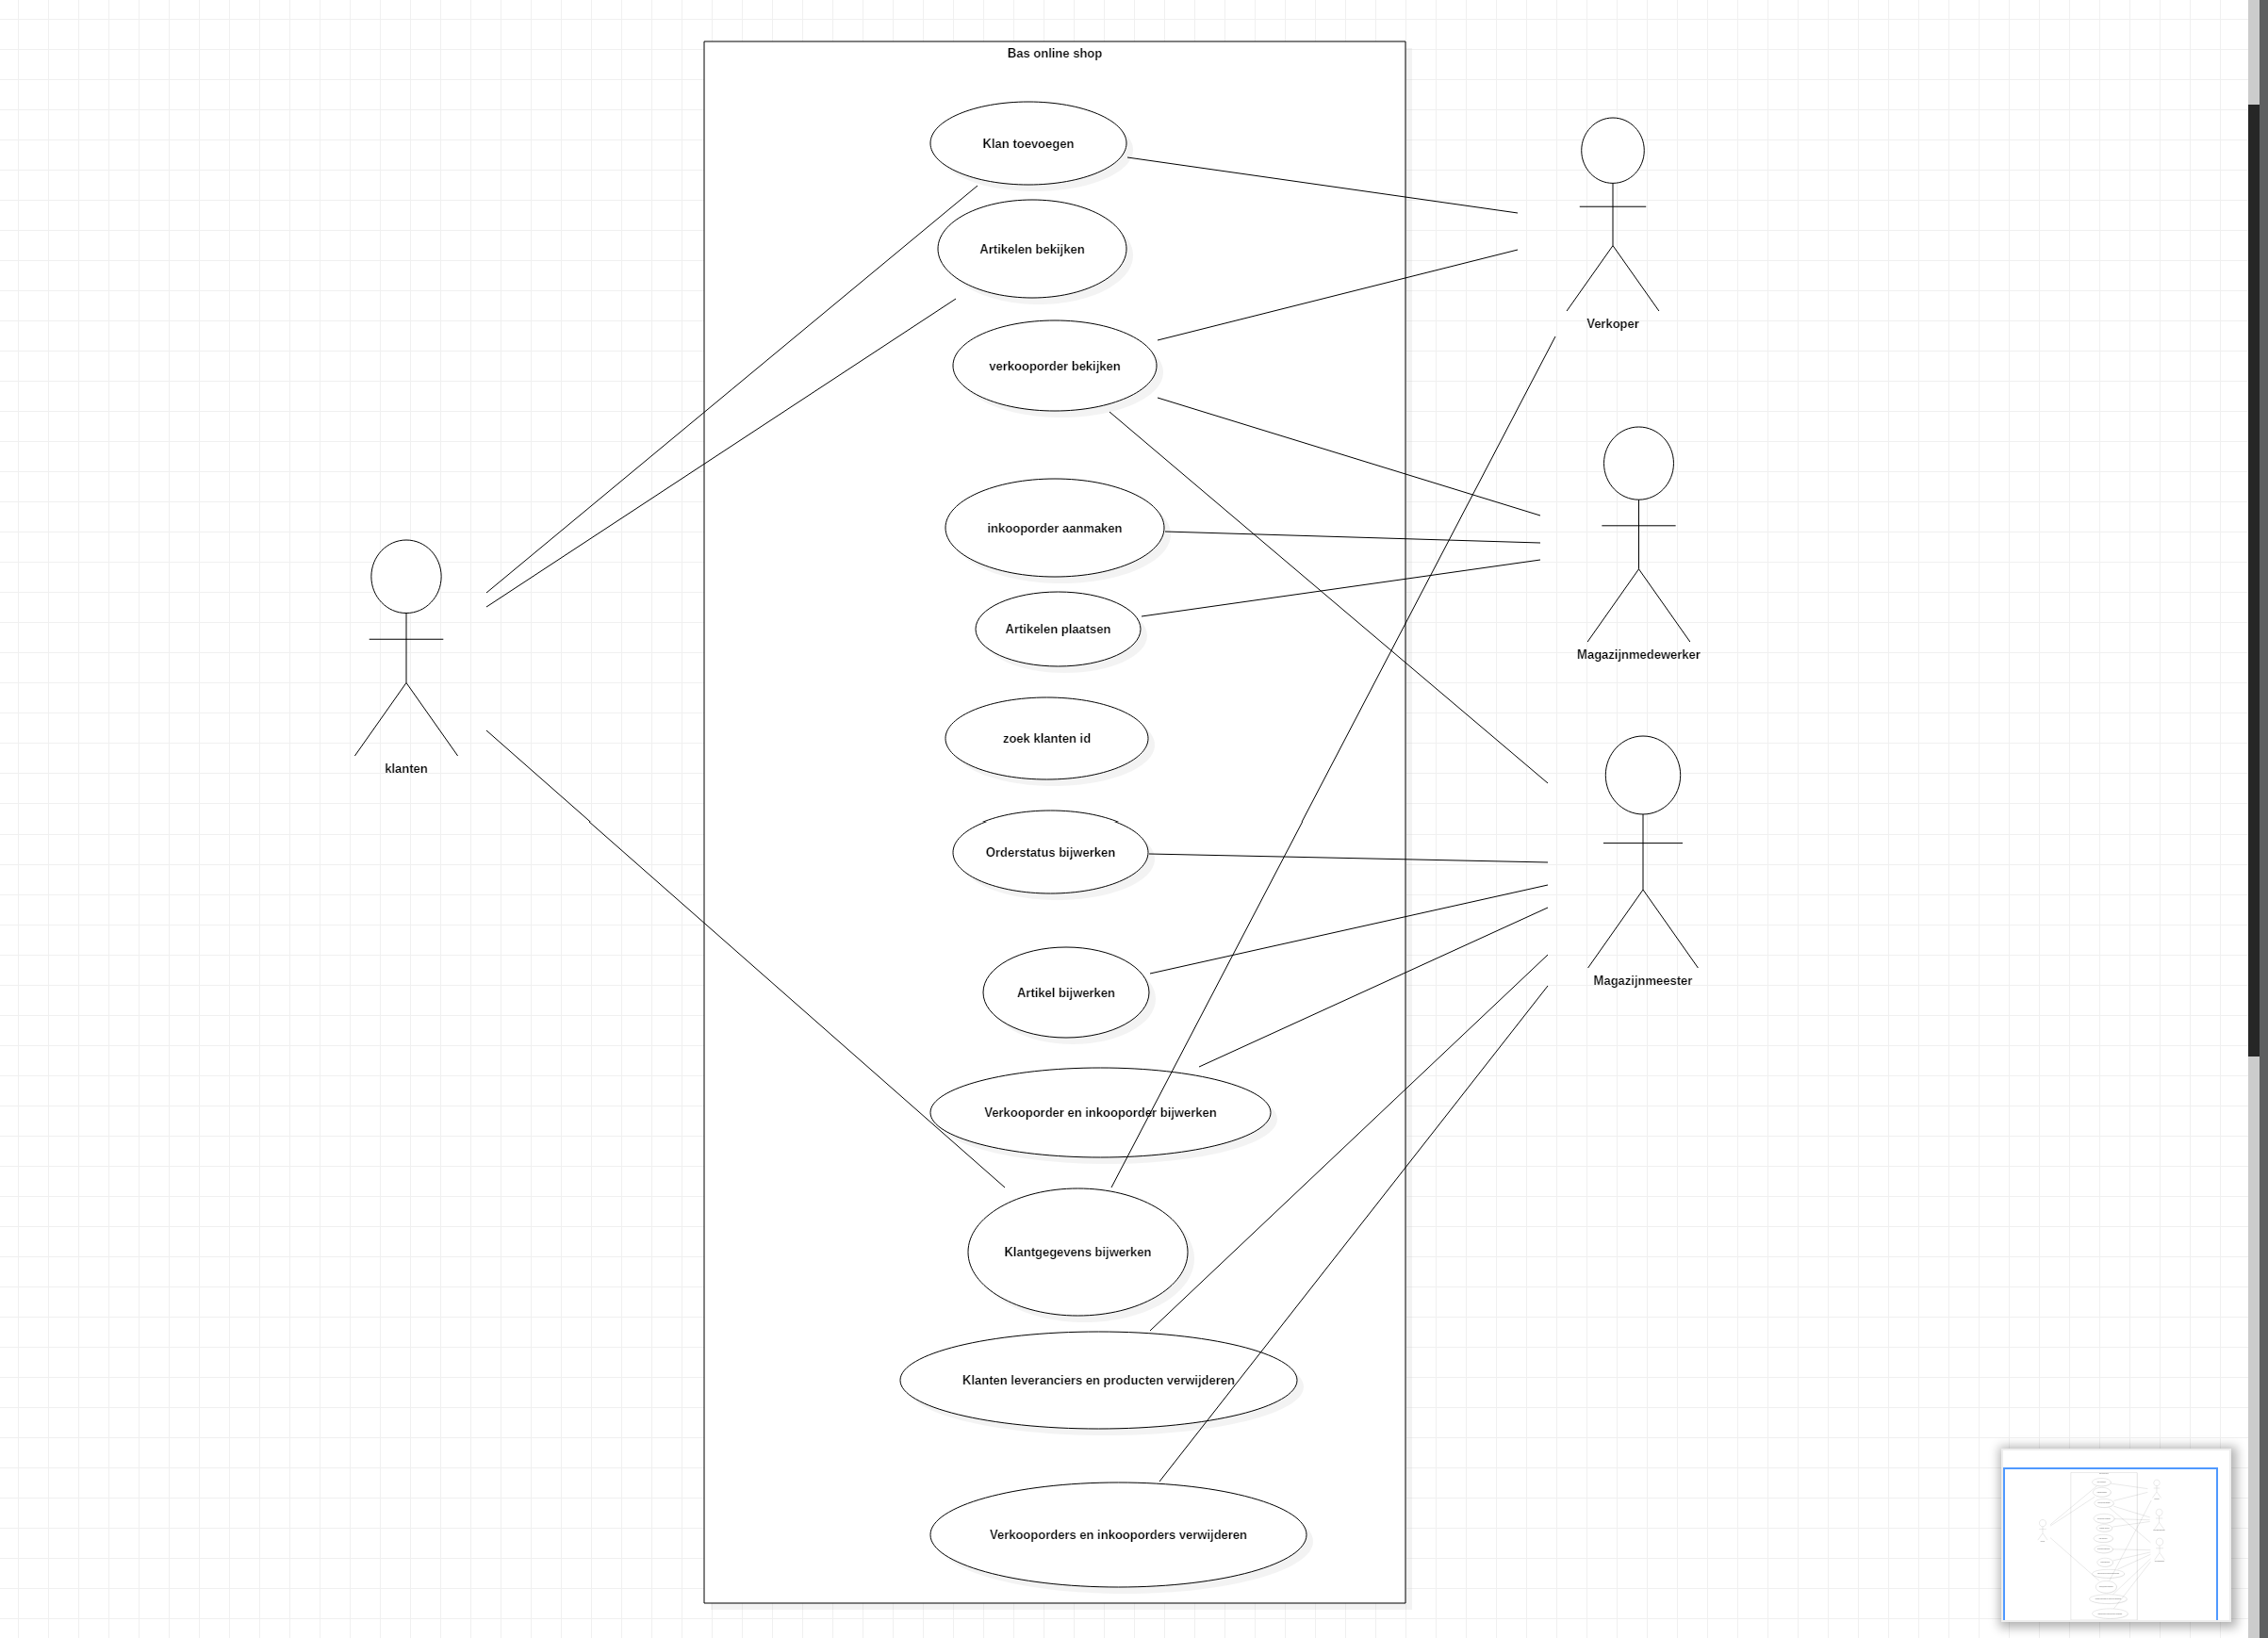 Bas online shop
Klan toevoegen
Artikelen bekijken
Verkoper
verkooporder bekijken
inkooporder aanmaken
Artikelen plaatsen
Magazijnmedewerker
zoek klanten id
klanten
Orderstatus bijwerken
Magazijnmeester
Artikel bijwerken
Verkooporder en inkooporder bijwerken
Klantgegevens bijwerken
Klanten leveranciers en producten verwijderen
Verkooporders en inkooporders verwijderen